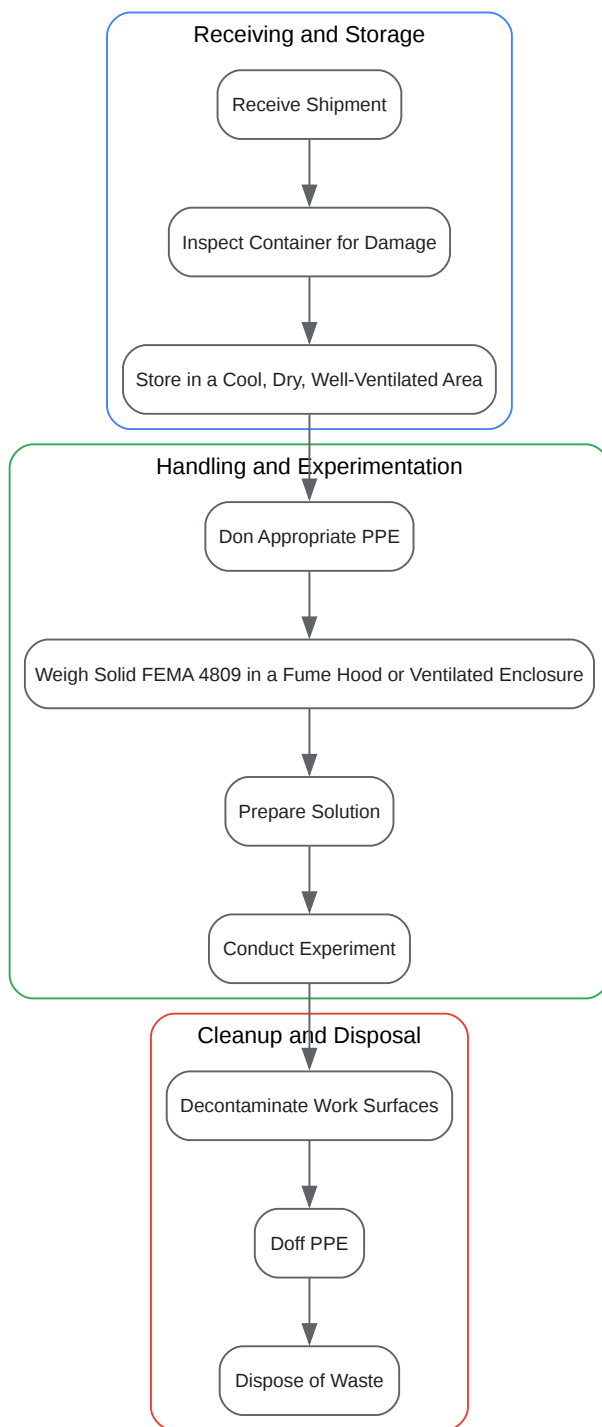 Receiving and Storage
Receive Shipment
Inspect Container for Damage
Store in a Cool, Dry, Well-Ventilated Area
Handling and Experimentation
Don Appropriate PPE
Weigh Solid FEMA 4809 in a Fume Hood or Ventilated Enclosure
Prepare Solution
Conduct Experiment
Cleanup and Disposal
Decontaminate Work Surfaces
Doff PPE
Dispose of Waste